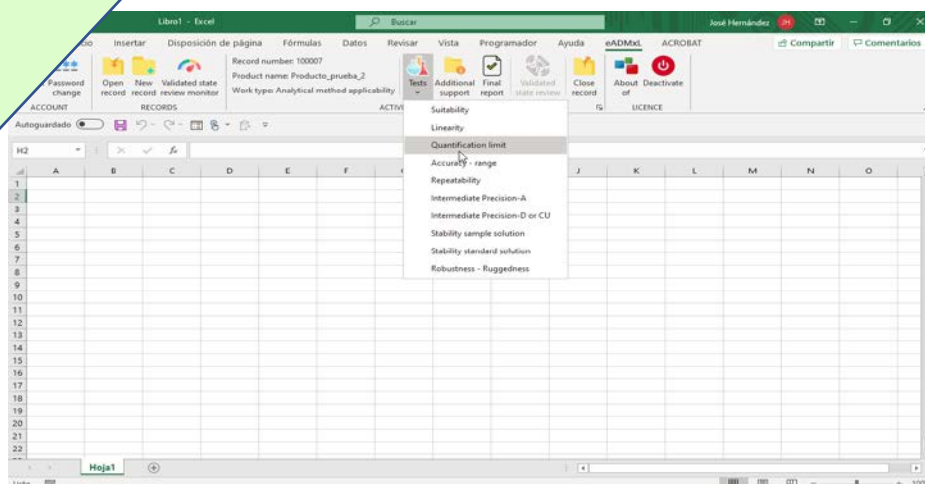 Libro1 - Excel
Buscar
José Hernández
JH
Insertar Disposición de página Fórmulas Datos Revisar Vista Programador Ayuda eADMxL ACROBAT
Compartir Comentarios
Password change
Open record
New record
Validated state review monitor
Record number: 100007
Product name: Producto_prueba_2
Work type: Analytical method applicability
Tests
Additional support
Final report
Validated state review
Close record
About of
Deactivate
ACCOUNT
RECORDS
LICENCE
Autoguardado
H2
fx
A B C D E F J K L M N O
1
2
3
4
5
6
7
8
9
10
11
12
13
14
15
16
17
18
19
20
21
22
Suitability
Linearity
Quantification limit
Accuracy - range
Repeatability
Intermediate Precision-A
Intermediate Precision-D or CU
Stability sample solution
Stability standard solution
Robustness - Ruggedness
Hoja1